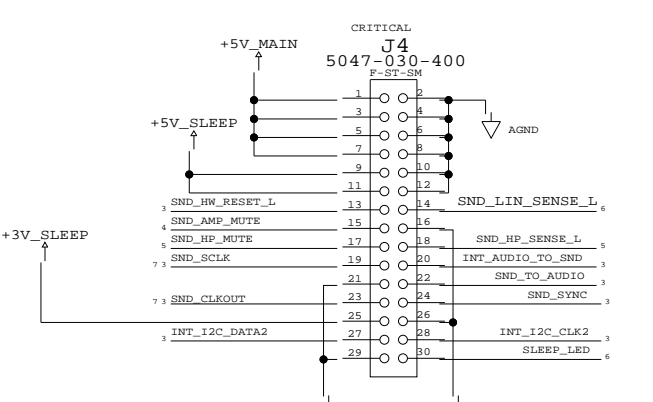 CRITICAL
J4
5047-030-400
F-ST-SM
+5V_MAIN
1 2
3 4
+5V_SLEEP
5 6 AGND
7 8
9 10
11 12
3 SND_HW_RESET_L 13 14 SND_LIN_SENSE_L 6
4 SND_AMP_MUTE 15 16
+3V_SLEEP
5 SND_HP_MUTE 17 18 SND_HP_SENSE_L 5
7 3 SND_SCLK 19 20 INT_AUDIO_TO_SND 3
21 22 SND_TO_AUDIO 3
7 3 SND_CLKOUT 23 24 SND_SYNC 3
25 26
3 INT_I2C_DATA2 27 28 INT_I2C_CLK2 3
29 30 SLEEP_LED 6